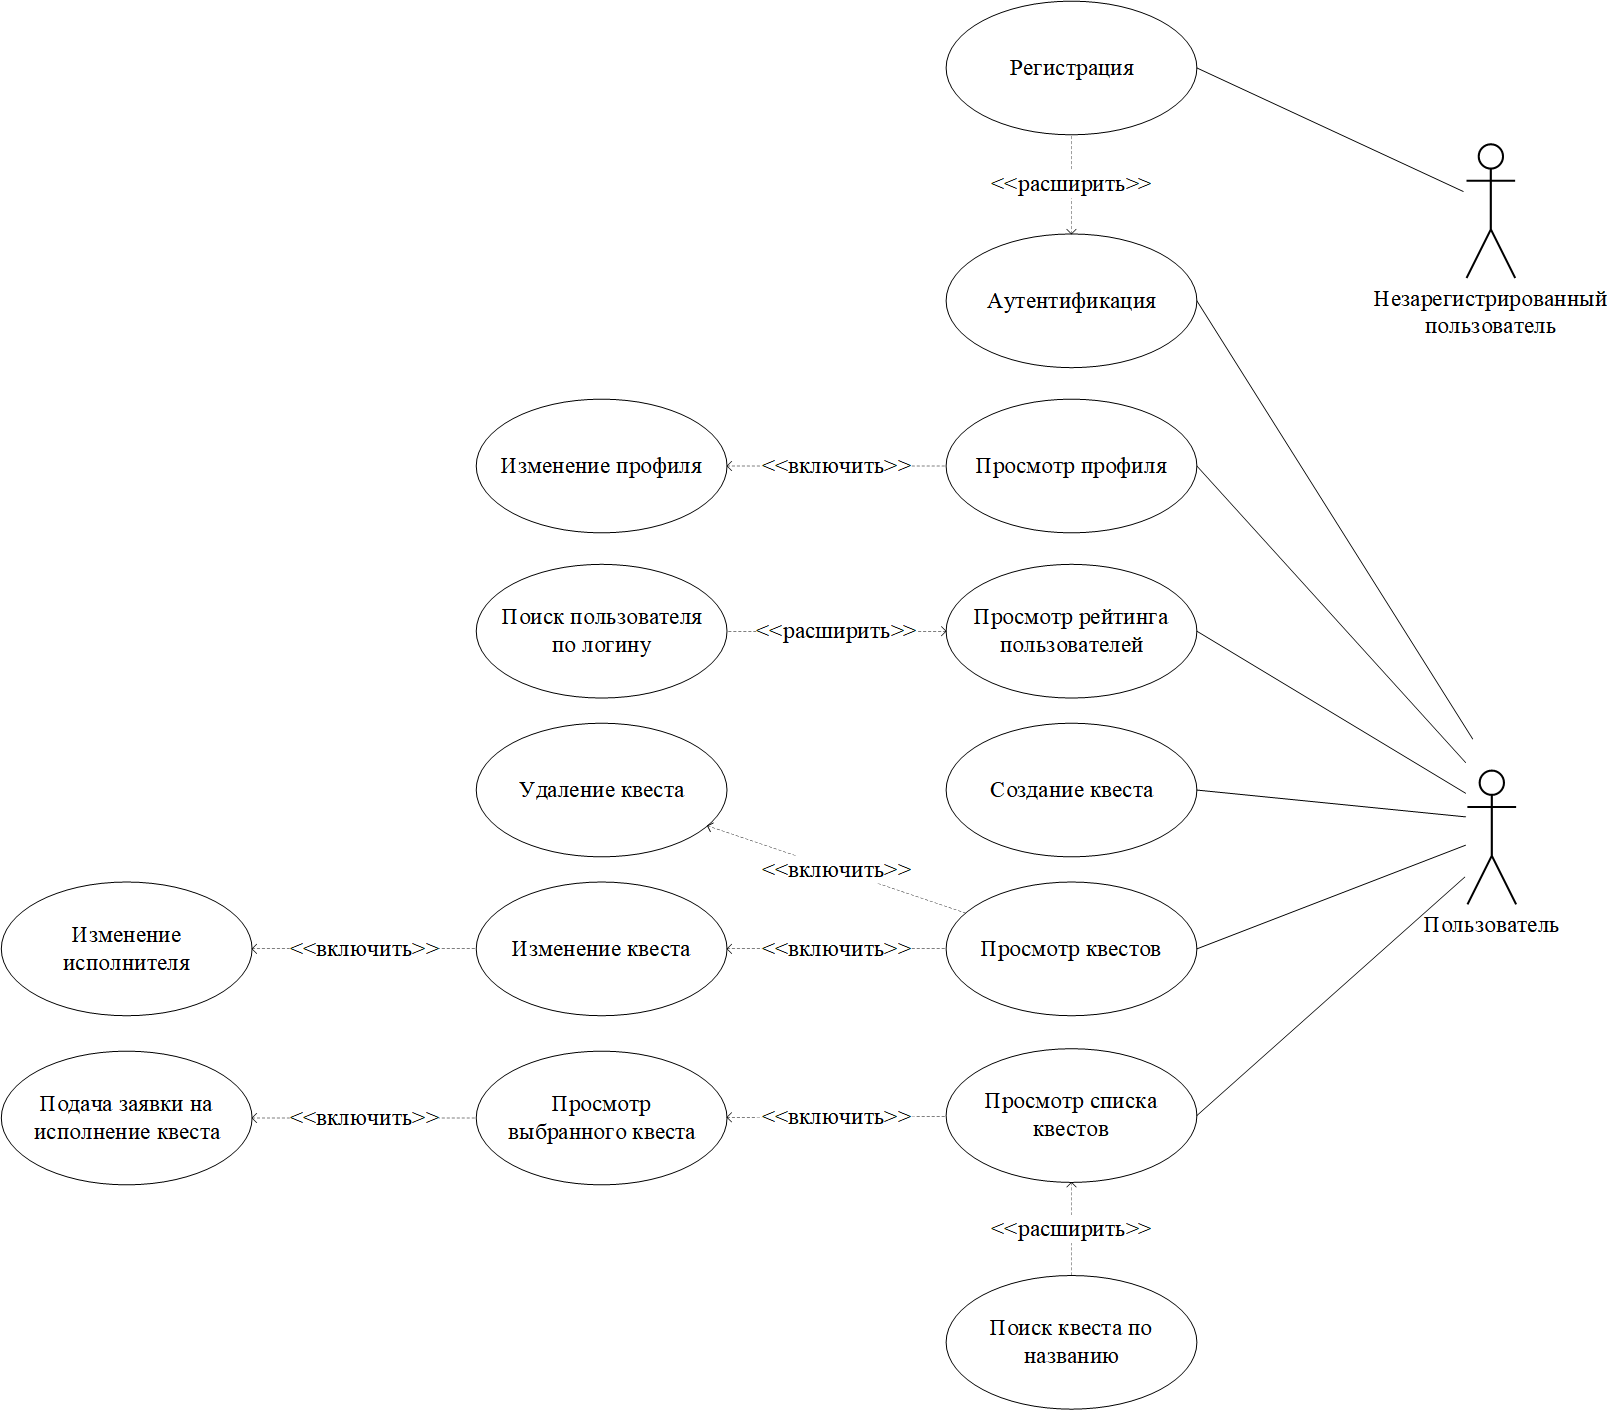 Регистрация
<<расширить>>
Незарегистрированный
пользователь
Аутентификация
Изменение профиля
<<включить>>
Просмотр профиля
Поиск пользователя
по логину
<<расширить>>
Просмотр рейтинга
пользователей
Удаление квеста
Создание квеста
<<включить>>
Пользователь
Изменение
исполнителя
<<включить>>
Изменение квеста
<<включить>>
Просмотр квестов
Подача заявки на
исполнение квеста
<<включить>>
Просмотр
выбранного квеста
<<включить>>
Просмотр списка
квестов
<<расширить>>
Поиск квеста по
названию